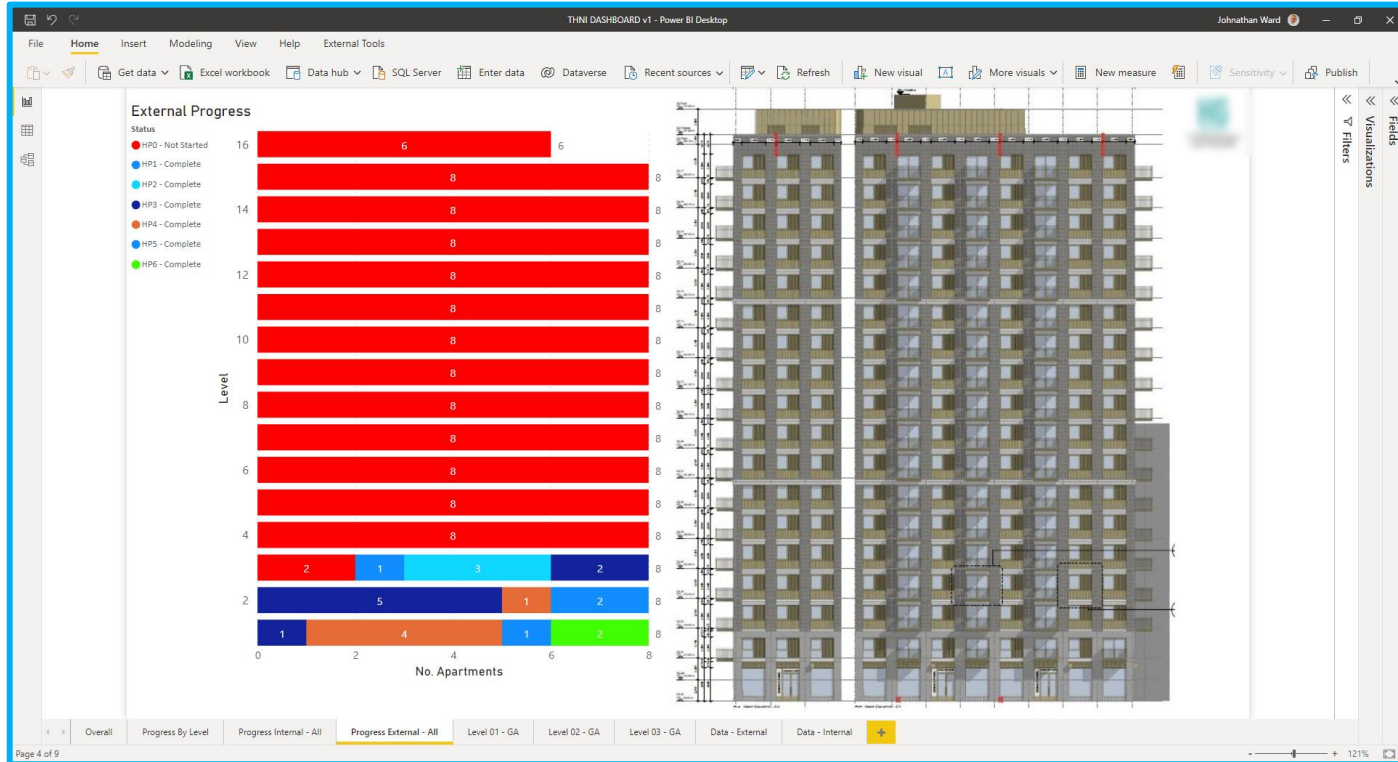 THNI DASHBOARD v1 - Power BI Desktop
Johnathan Ward
File Home Insert Modeling View Help External Tools
Get data Excel workbook Data hub SQL Server Enter data Dataverse Recent sources Refresh New visual More visuals New measure Sensitivity Publish
External Progress
Status
HP0 - Not Started
HP1 - Complete
HP2 - Complete
HP3 - Complete
HP4 - Complete
HP5 - Complete
HP6 - Complete
Level
16 6 6
8 8
14 8 8
8 8
12 8 8
8 8
10 8 8
8 8
8 8 8
8 8
6 8 8
8 8
4 8 8
2 1 3 2 8
2 5 1 2 8
1 4 1 2 8
0 2 4 6 8
No. Apartments
Filters
Visualizations
Fields
Overall Progress By Level Progress Internal - All Progress External - All Level 01 - GA Level 02 - GA Level 03 - GA Data - External Data - Internal +
Page 4 of 9
- + 121%